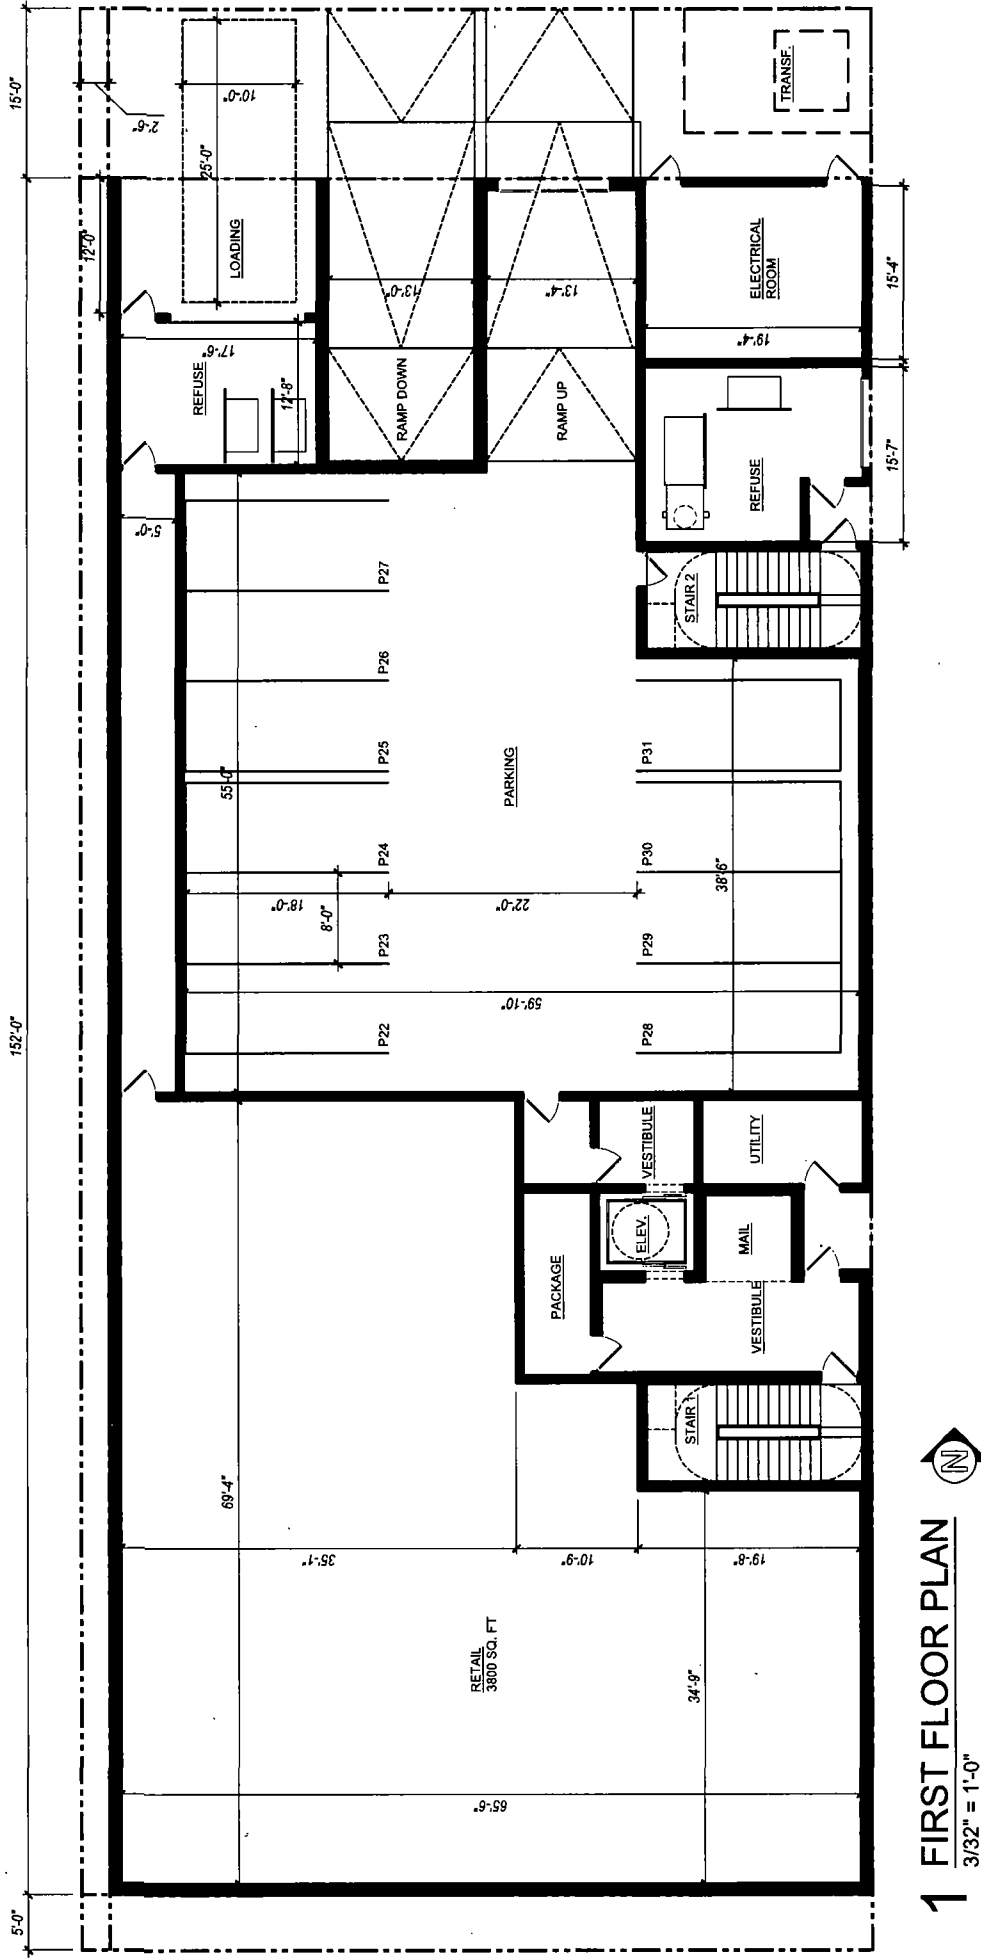 5'-0"
152'-0"
15'-0"
2'-6"
12'-0"
10'-0"
25'-0"
LOADING
17'-6"
REFUSE
12'-8"
5'-0"
13'-0"
RAMP DOWN
13'-4"
RAMP UP
TRANSF.
ELECTRICAL
ROOM
19'-4"
15'-4"
REFUSE
15'-7"
STAIR 2
55'-0"
P22
P23
P24
P25
P26
P27
18'-0"
8'-0"
22'-0"
PARKING
59'-10"
38'-6"
P28
P29
P30
P31
VESTIBULE
UTILITY
ELEV.
MAIL
PACKAGE
VESTIBULE
STAIR 1
69'-4"
35'-1"
10'-9"
19'-8"
RETAIL
3800 SQ. FT
34'-9"
65'-6"
1 FIRST FLOOR PLAN
3/32" = 1'-0"
N